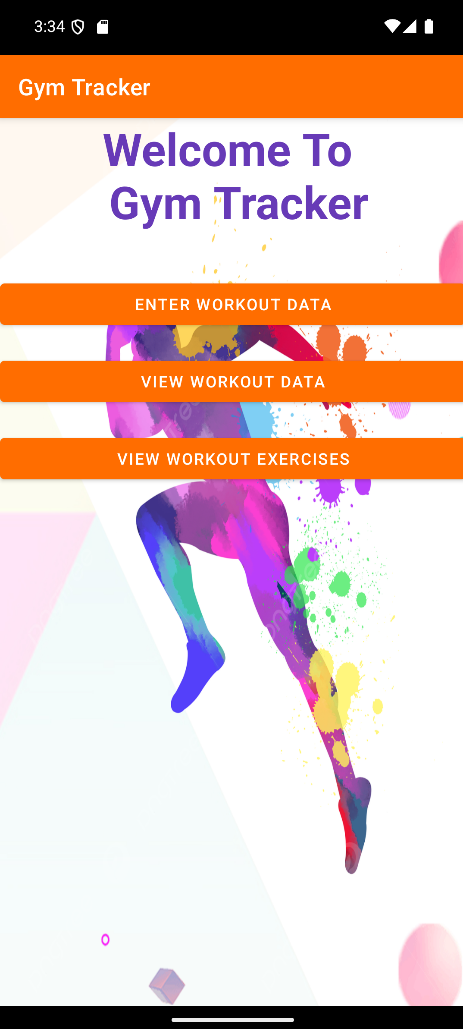 3:34
Gym Tracker
Welcome To
Gym Tracker
ENTER WORKOUT DATA
VIEW WORKOUT DATA
VIEW WORKOUT EXERCISES